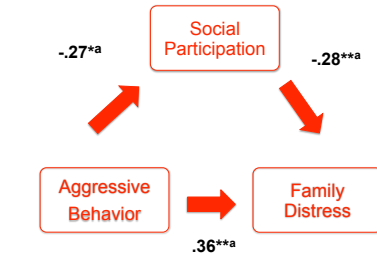 Social
Participation
-.27*a
-.28**a
Aggressive
Behavior
Family
Distress
.36**a